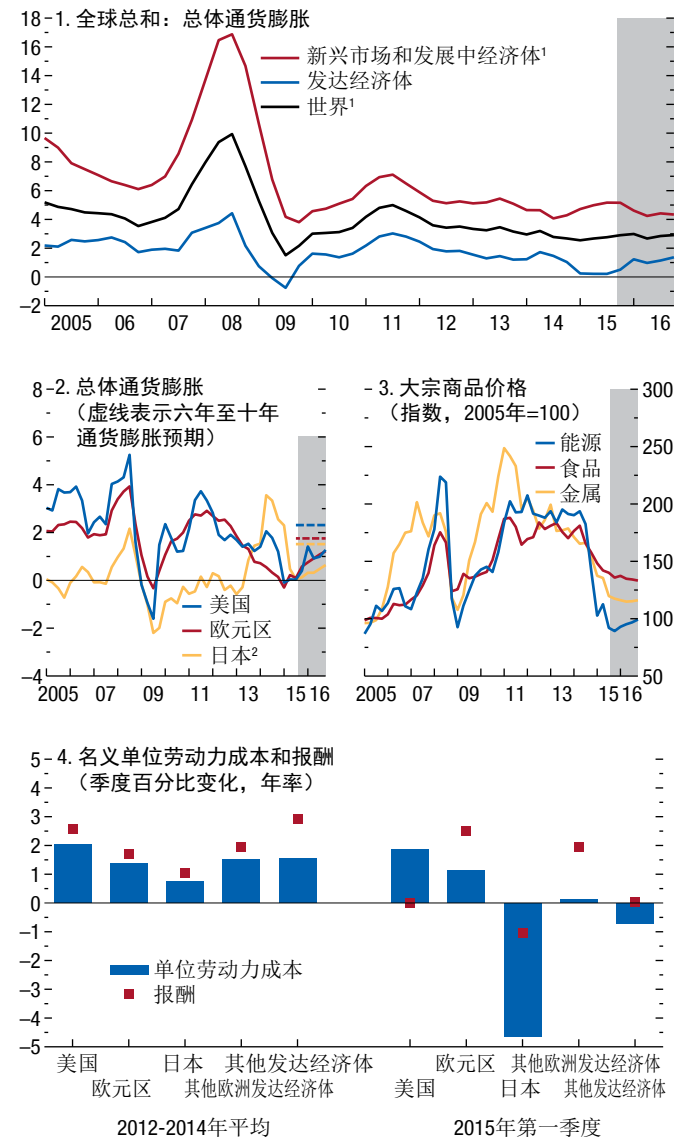 1. 全球总和：总体通货膨胀
新兴市场和发展中经济体¹
发达经济体
世界¹
18
16
14
12
10
8
6
4
2
0
–2
2005 06 07 08 09 10 11 12 13 14 15 16
2. 总体通货膨胀
（虚线表示六年至十年
通货膨胀预期）
8
6
4
2
0
–2
–4
美国
欧元区
日本²
2005 07 09 11 13 15 16
3. 大宗商品价格
（指数，2005年=100）
能源
食品
金属
300
250
200
150
100
50
2005 07 09 11 13 15 16
4. 名义单位劳动力成本和报酬
（季度百分比变化，年率）
5
4
3
2
1
0
–1
–2
–3
–4
–5
单位劳动力成本
报酬
美国 日本 其他发达经济体 欧元区 其他欧洲发达经济体
欧元区 其他欧洲发达经济体 美国 日本 其他发达经济体
2012-2014年平均 2015年第一季度